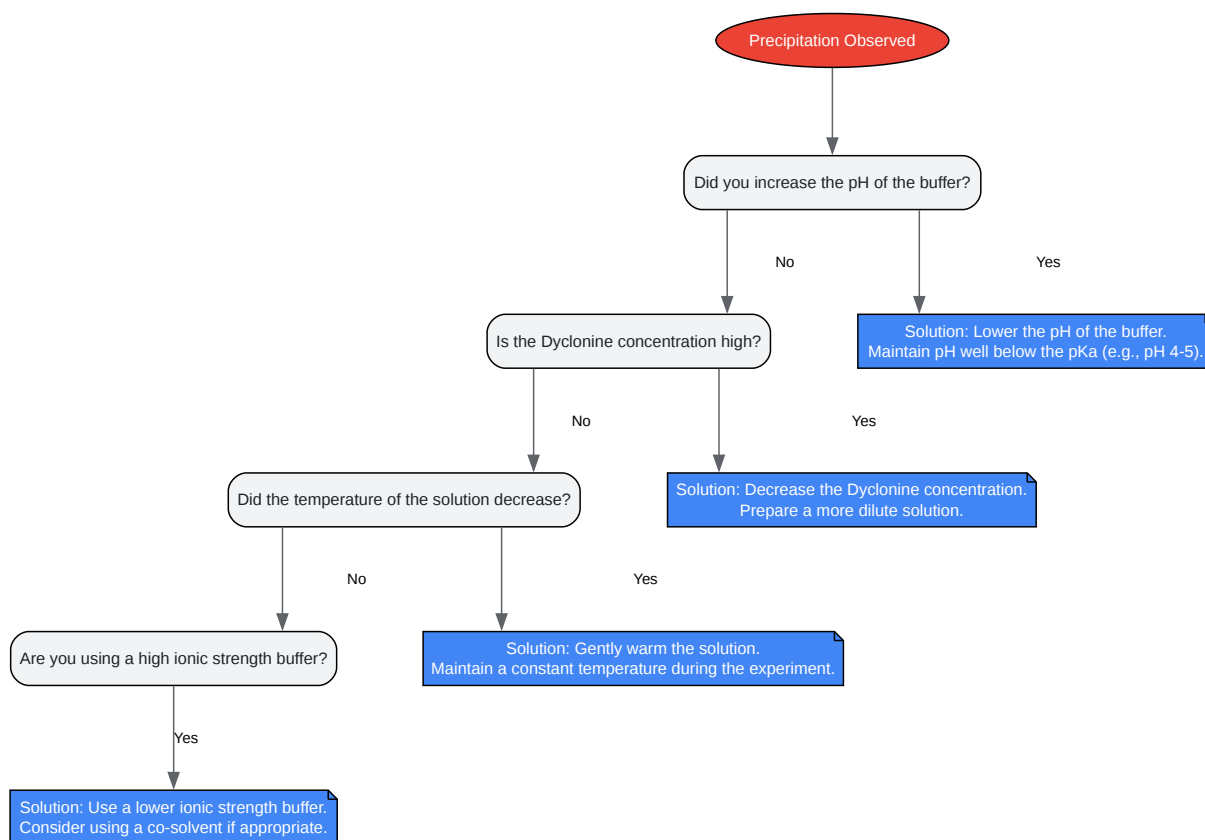 Precipitation Observed
Did you increase the pH of the buffer?
No
Yes
Is the Dyclonine concentration high?
Solution: Lower the pH of the buffer.
Maintain pH well below the pKa (e.g., pH 4-5).
No
Yes
Did the temperature of the solution decrease?
Solution: Decrease the Dyclonine concentration.
Prepare a more dilute solution.
No
Yes
Are you using a high ionic strength buffer?
Solution: Gently warm the solution.
Maintain a constant temperature during the experiment.
Yes
Solution: Use a lower ionic strength buffer.
Consider using a co-solvent if appropriate.